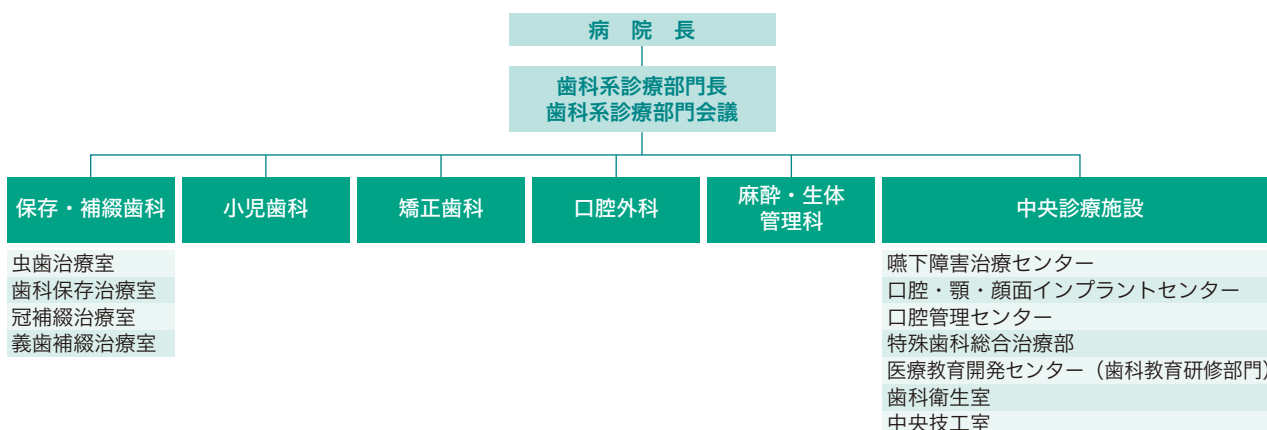 病 院 長
歯科系診療部門長
歯科系診療部門会議
保存・補綴歯科
小児歯科
矯正歯科
口腔外科
麻酔・生体
管理科
中央診療施設
虫歯治療室
歯科保存治療室
冠補綴治療室
義歯補綴治療室
嚥下障害治療センター
口腔・顎・顔面インプラントセンター
口腔管理センター
特殊歯科総合治療部
医療教育開発センター（歯科教育研修部門）
歯科衛生室
中央技工室